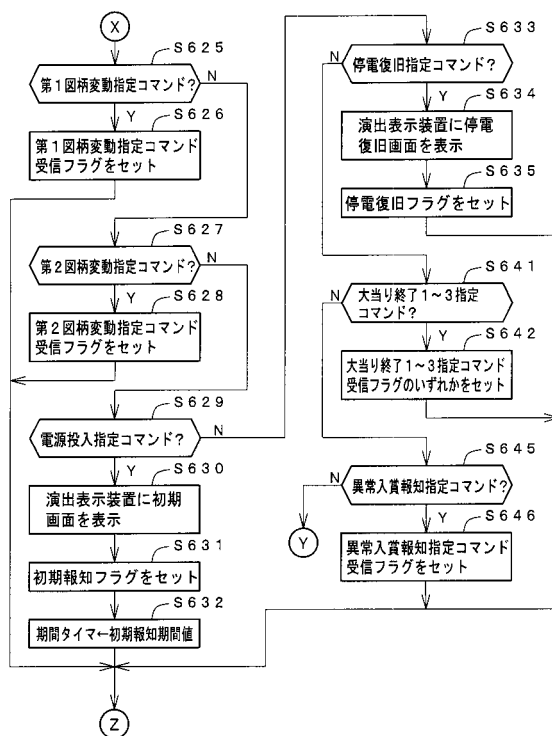 X
S625
第1図柄変動指定コマンド?
N
Y
S626
第1図柄変動指定コマンド
受信フラグをセット
S627
第2図柄変動指定コマンド?
N
Y
S628
第2図柄変動指定コマンド
受信フラグをセット
S629
電源投入指定コマンド?
N
Y
S630
演出表示装置に初期
画面を表示
S631
初期報知フラグをセット
S632
期間タイマ←初期報知期間値
Z
S633
停電復旧指定コマンド?
N
Y
S634
演出表示装置に停電
復旧画面を表示
S635
停電復旧フラグをセット
S641
大当り終了1~3指定
コマンド?
N
Y
S642
大当り終了1~3指定コマンド
受信フラグのいずれかをセット
S645
異常入賞報知指定コマンド?
N
Y
Y
S646
異常入賞報知指定コマンド
受信フラグをセット